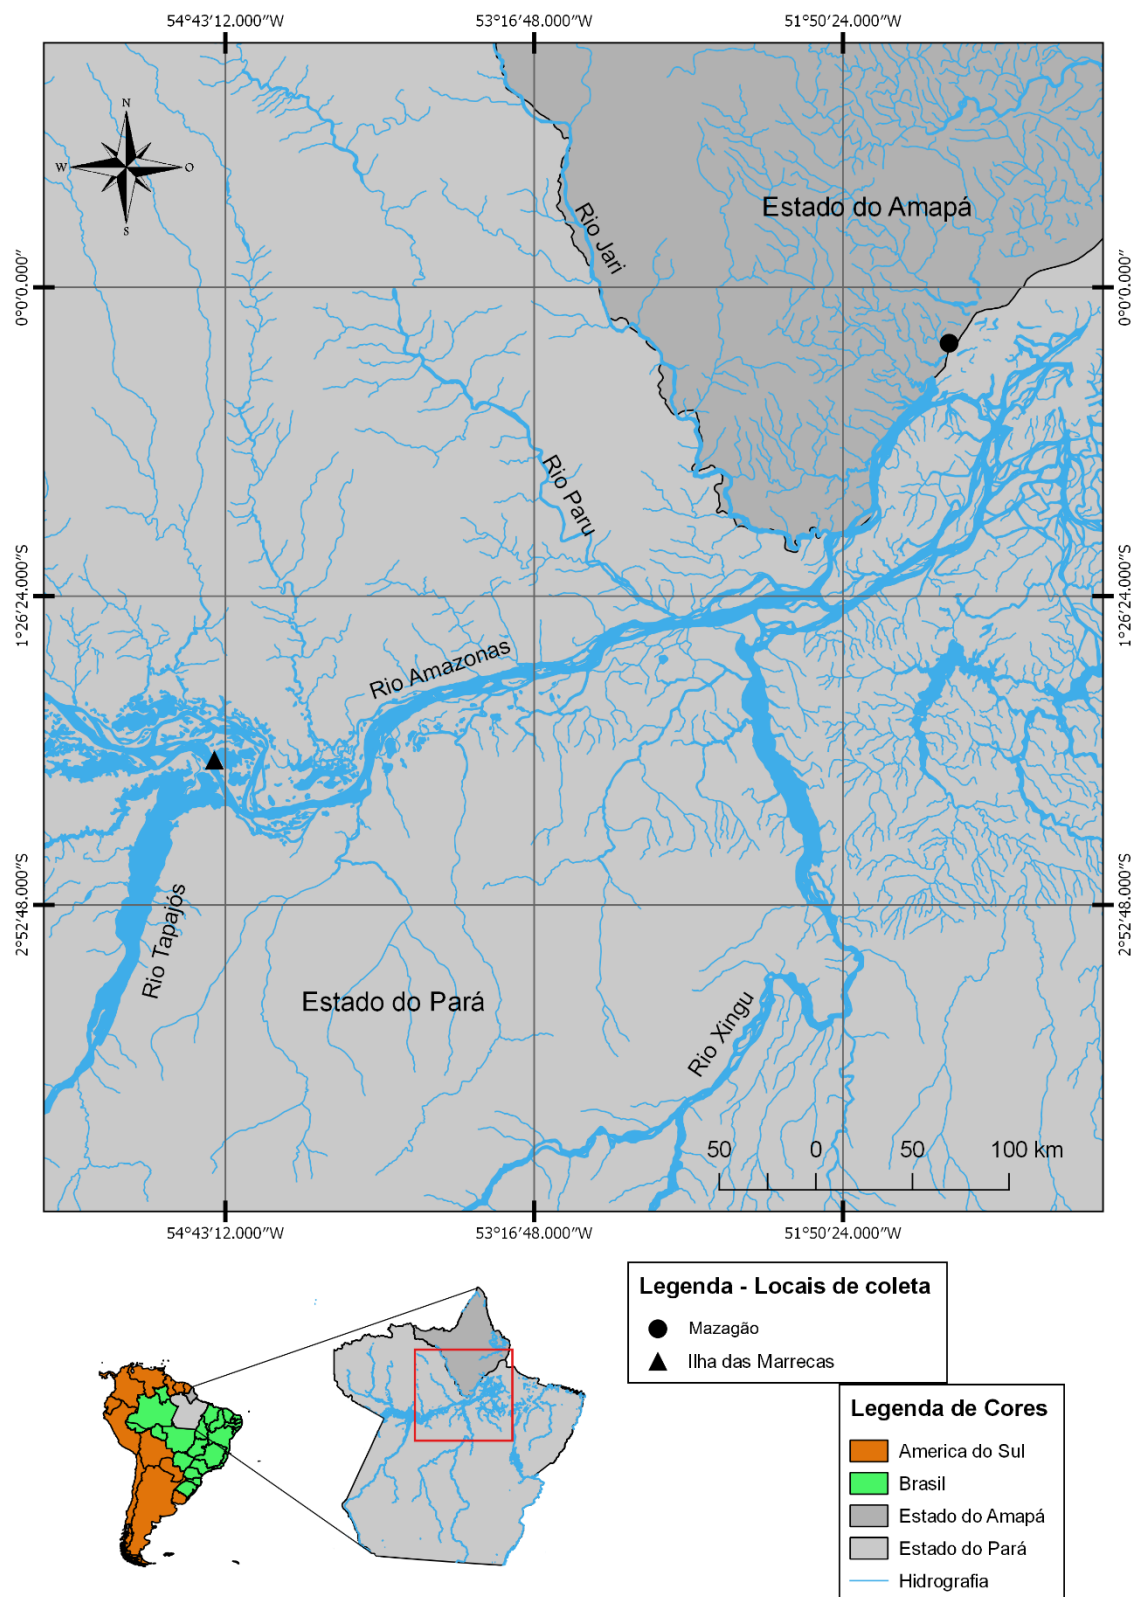 54°43'12.000"W 53°16'48.000"W 51°50'24.000"W
N
W O
S
Estado do Amapá
Rio Jari
0°0'0.000" 0°0'0.000"
Rio Paru
1°26'24.000"S 1°26'24.000"S
Rio Amazonas
2°52'48.000"S 2°52'48.000"S
Rio Tapajós
Estado do Pará
Rio Xingu
50 0 50 100 km
54°43'12.000"W 53°16'48.000"W 51°50'24.000"W
Legenda - Locais de coleta
Mazagão
Ilha das Marrecas
Legenda de Cores
America do Sul
Brasil
Estado do Amapá
Estado do Pará
Hidrografia